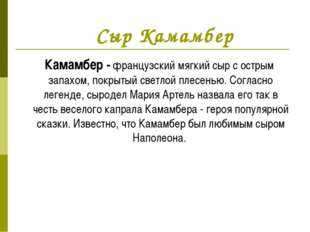 Сыр Камамбер
Камамбер - французский мягкий сыр с острым
запахом, покрытый светлой плесенью. Согласно
легенде, сыродел Мария Артель назвала его так в
честь веселого капрала Камамбера - героя популярной
сказки. Известно, что Камамбер был любимым сыром
Наполеона.